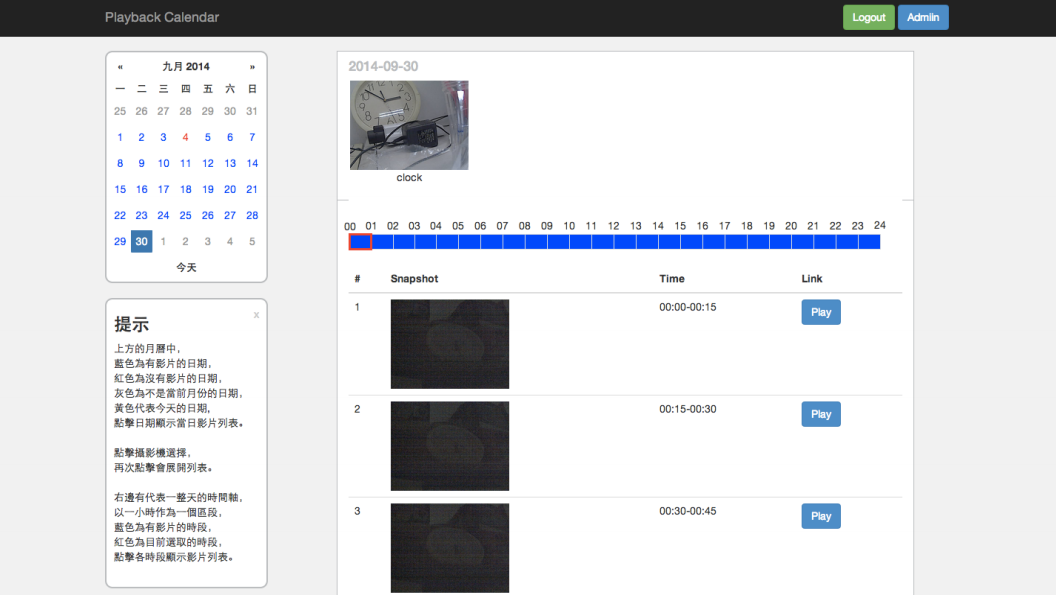 Playback Calendar
Logout
Admiin
« 九月 2014 »
一 二 三 四 五 六 日
25 26 27 28 29 30 31
1 2 3 4 5 6 7
8 9 10 11 12 13 14
15 16 17 18 19 20 21
22 23 24 25 26 27 28
29 30 1 2 3 4 5
今天
提示
x
上方的月曆中,
藍色為有影片的日期,
紅色為沒有影片的日期,
灰色為不是當前月份的日期,
黃色代表今天的日期,
點擊日期顯示當日影片列表。
點擊攝影機選擇,
再次點擊會展開列表。
右邊有代表一整天的時間軸,
以一小時作為一個區段,
藍色為有影片的時段,
紅色為目前選取的時段,
點擊各時段顯示影片列表。
2014-09-30
clock
00 01 02 03 04 05 06 07 08 09 10 11 12 13 14 15 16 17 18 19 20 21 22 23 24
# Snapshot Time Link
1 00:00-00:15 Play
2 00:15-00:30 Play
3 00:30-00:45 Play